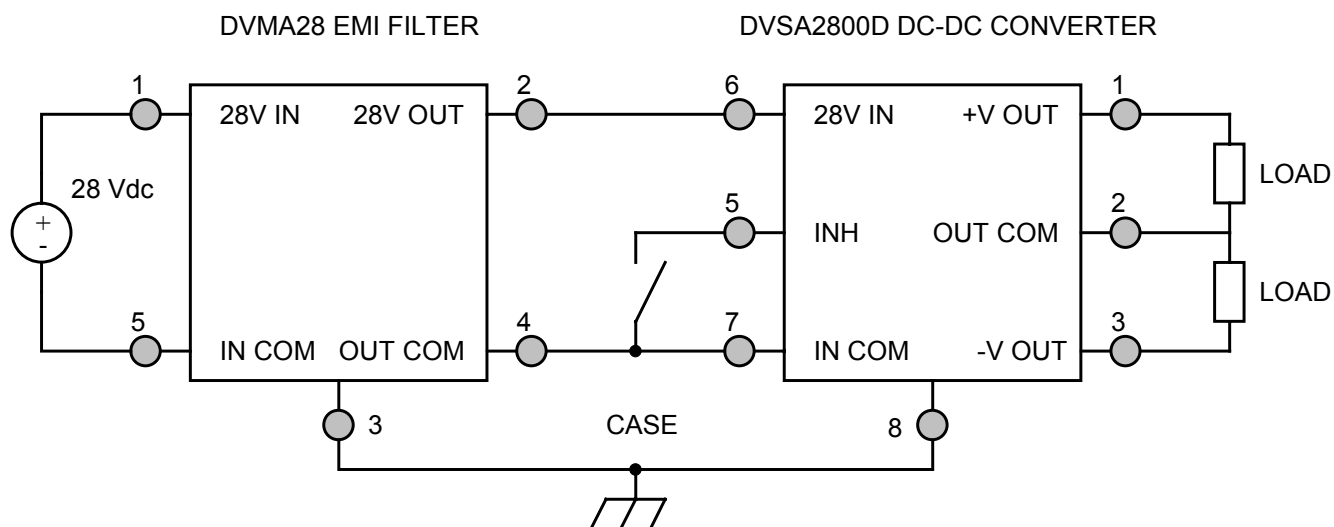 DVMA28 EMI FILTER
DVSA2800D DC-DC CONVERTER
1
2
6
1
28V IN
28V OUT
28V IN
+V OUT
28 Vdc
+
-
LOAD
5
2
INH
OUT COM
LOAD
5
4
7
3
IN COM
OUT COM
IN COM
-V OUT
3
CASE
8